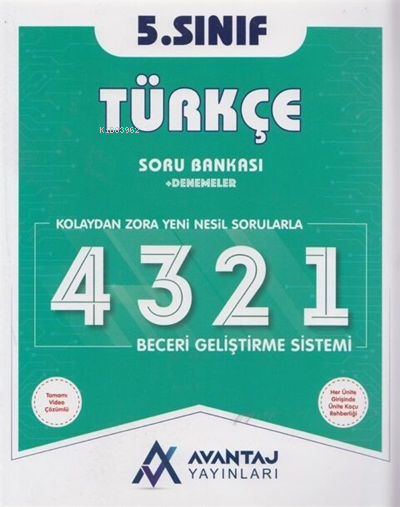 5.SINIF
TÜRKÇE
SORU BANKASI
+DENEMELER
KOLAYDAN ZORA YENİ NESİL SORULARLA
4321
BECERİ GELİŞTİRME SİSTEMİ
Tamamı
Video
Çözümlü
Her Ünite
Girişinde
Ünite Koçu
Rehberliği
AVANTAJ
YAYINLARI